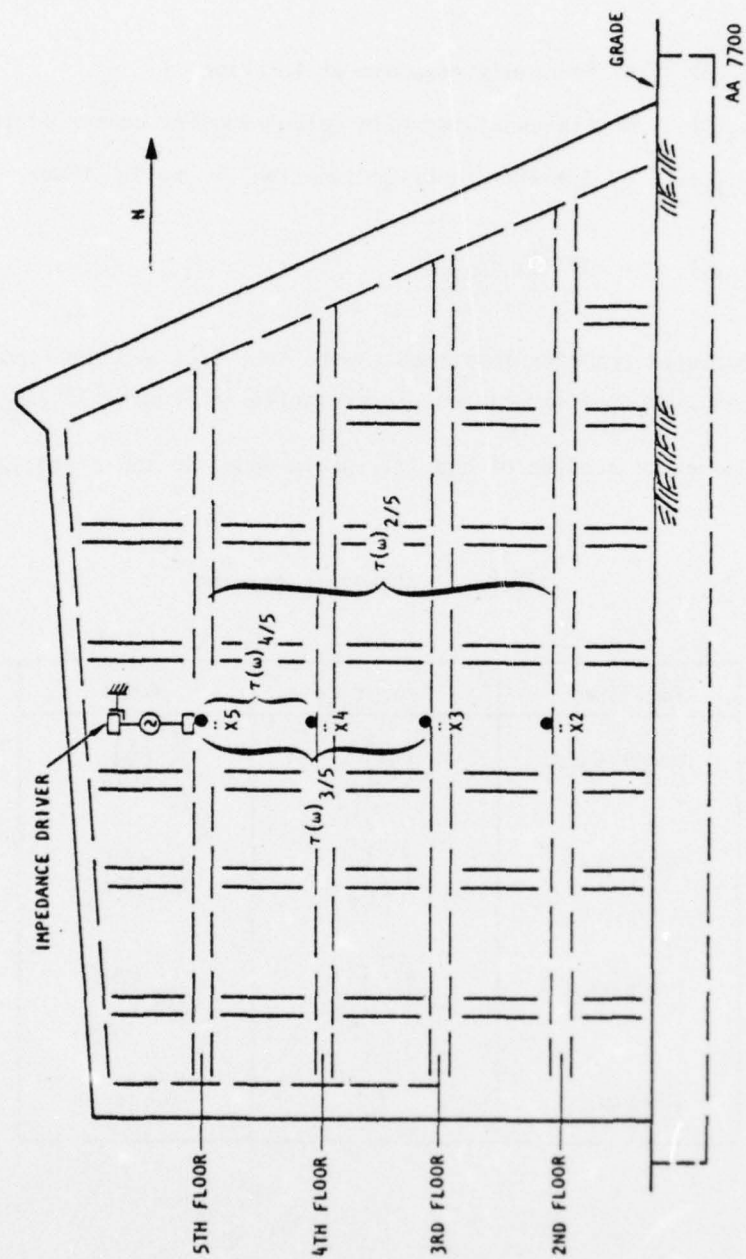 N
IMPEDANCE DRIVER
5TH FLOOR
4TH FLOOR
3RD FLOOR
2ND FLOOR
Ẍ5
Ẍ4
Ẍ3
Ẍ2
τ(ω) 4/5
τ(ω) 3/5
τ(ω) 2/5
GRADE
AA 7700